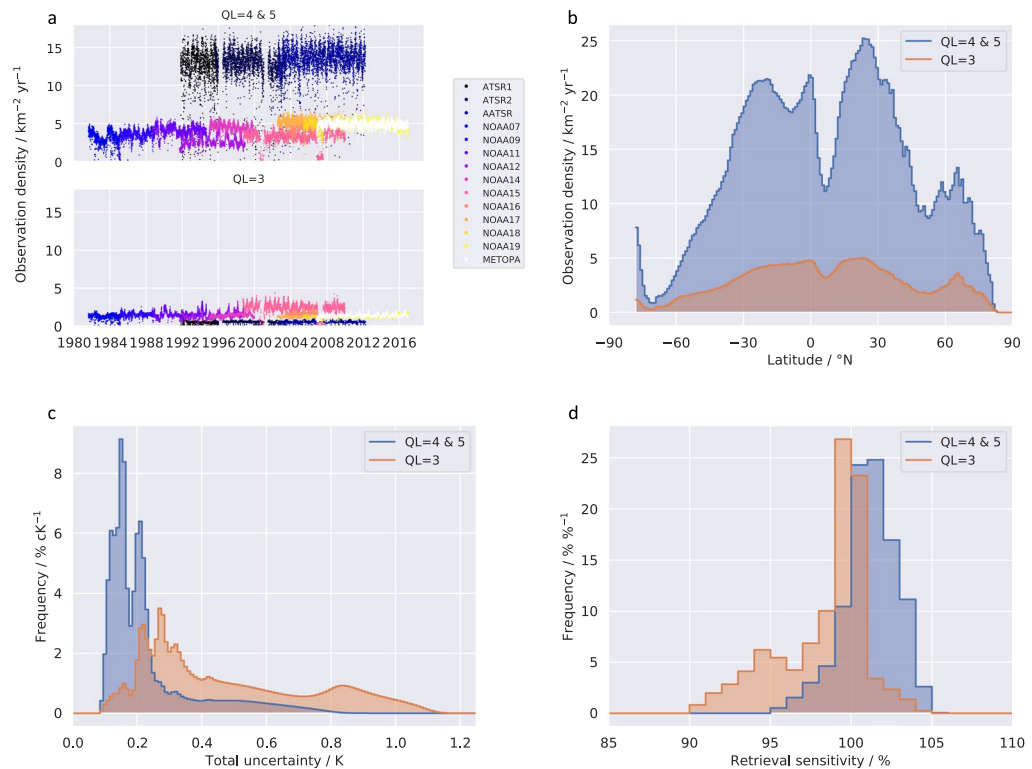 a
QL=4 & 5
Observation density / km⁻² yr⁻¹
15
10
5
0
QL=3
15
10
5
0
1980 1984 1988 1992 1996 2000 2004 2008 2012 2016
ATSR1
ATSR2
AATSR
NOAA07
NOAA09
NOAA11
NOAA12
NOAA14
NOAA15
NOAA16
NOAA17
NOAA18
NOAA19
METOPA
b
Observation density / km⁻² yr⁻¹
25
20
15
10
5
0
QL=4 & 5
QL=3
−90 −60 −30 0 30 60 90
Latitude / °N
c
Frequency / % cK⁻¹
8
6
4
2
0
QL=4 & 5
QL=3
0.0 0.2 0.4 0.6 0.8 1.0 1.2
Total uncertainty / K
d
Frequency / % %⁻¹
25
20
15
10
5
0
QL=4 & 5
QL=3
85 90 95 100 105 110
Retrieval sensitivity / %